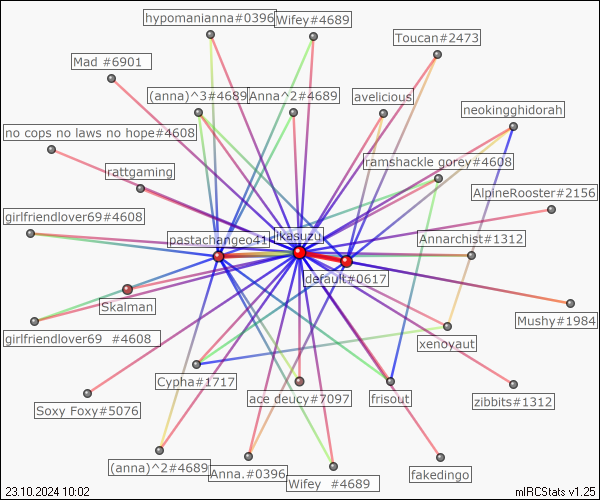 hypomanianna#0396
Wifey#4689
Toucan#2473
Mad #6901
(anna)^3#4689
Anna^2#4689
avelicious
neokingghidorah
no cops no laws no hope#4608
ramshackle gorey#4608
rattgaming
AlpineRooster#2156
girlfriendlover69#4608
pastachangeo41
ikasuzu
Annarchist#1312
default#0617
Skalman
Mushy#1984
girlfriendlover69 #4608
xenoyaut
Cypha#1717
ace deucy#7097
frisout
zibbits#1312
Soxy Foxy#5076
(anna)^2#4689
Anna.#0396
Wifey #4689
fakedingo
23.10.2024 10:02
mIRCStats v1.25